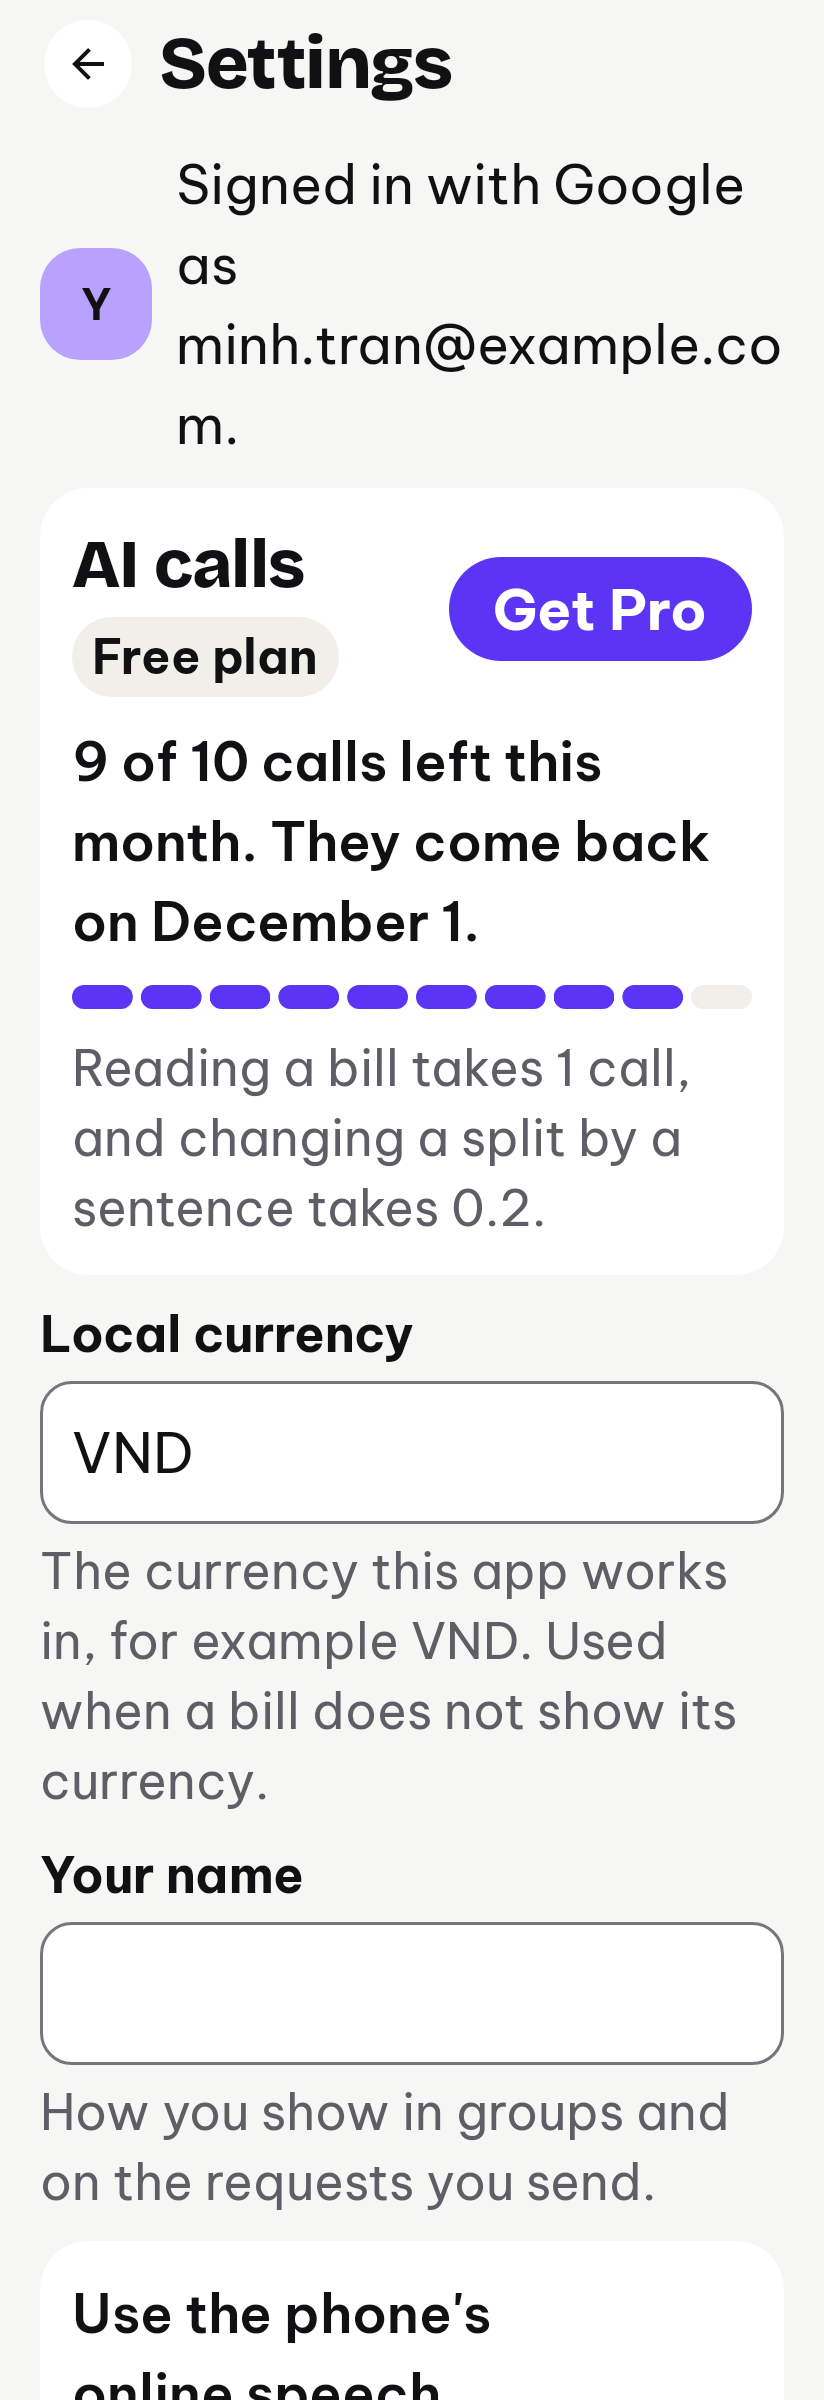 Settings
Signed in with Google
as
minh.tran@example.co
m.
Y
AI calls
Free plan
Get Pro
9 of 10 calls left this
month. They come back
on December 1.
Reading a bill takes 1 call,
and changing a split by a
sentence takes 0.2.
Local currency
VND
The currency this app works
in, for example VND. Used
when a bill does not show its
currency.
Your name
How you show in groups and
on the requests you send.
Use the phone's
online speech